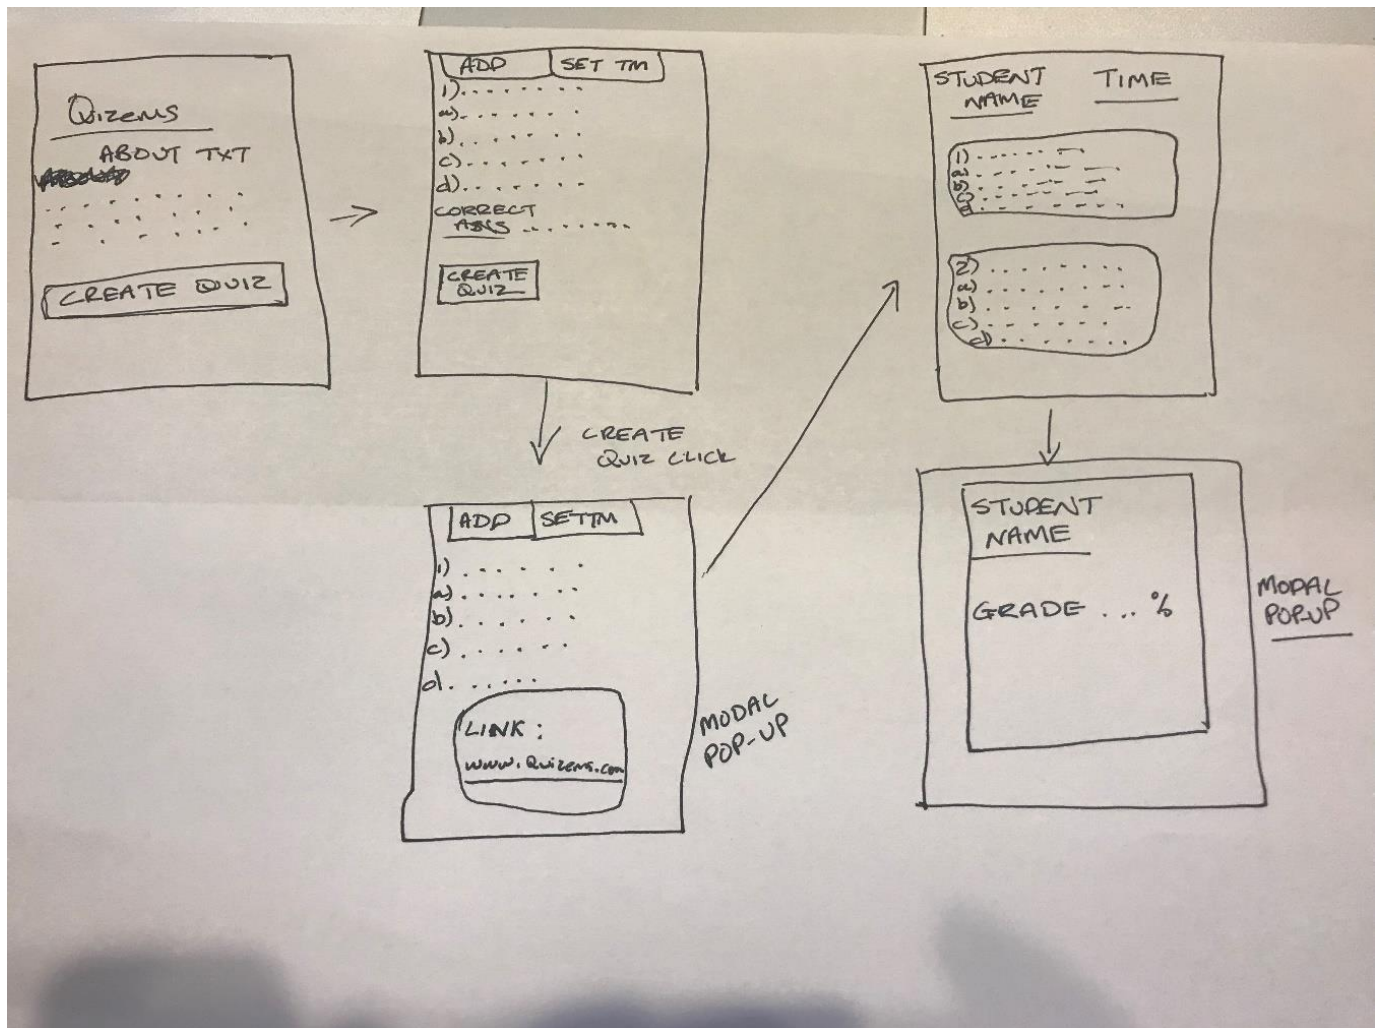 Qizems
ABOUT TXT
CREATE QUIZ
ADD SET TM
1)
a)
b)
c)
d)
CORRECT
ANS
CREATE
QUIZ
CREATE
QUIZ CLICK
ADD SETTM
1)
a)
b)
c)
d.
LINK:
www.Quizems.com
MODAL
POP-UP
STUDENT
NAME
TIME
1)
a)
b)
c)
d
2)
a)
b)
c)
d)
STUDENT
NAME
GRADE ... %
MODAL
POP-UP